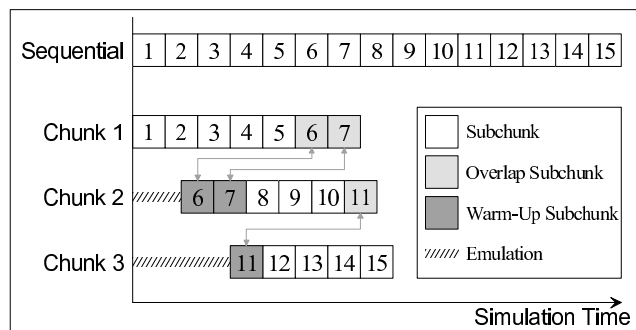 Sequential 1 2 3 4 5 6 7 8 9 10 11 12 13 14 15
Chunk 1 1 2 3 4 5 6 7
Chunk 2 6 7 8 9 10 11
Chunk 3 11 12 13 14 15
Subchunk
Overlap Subchunk
Warm-Up Subchunk
Emulation
Simulation Time